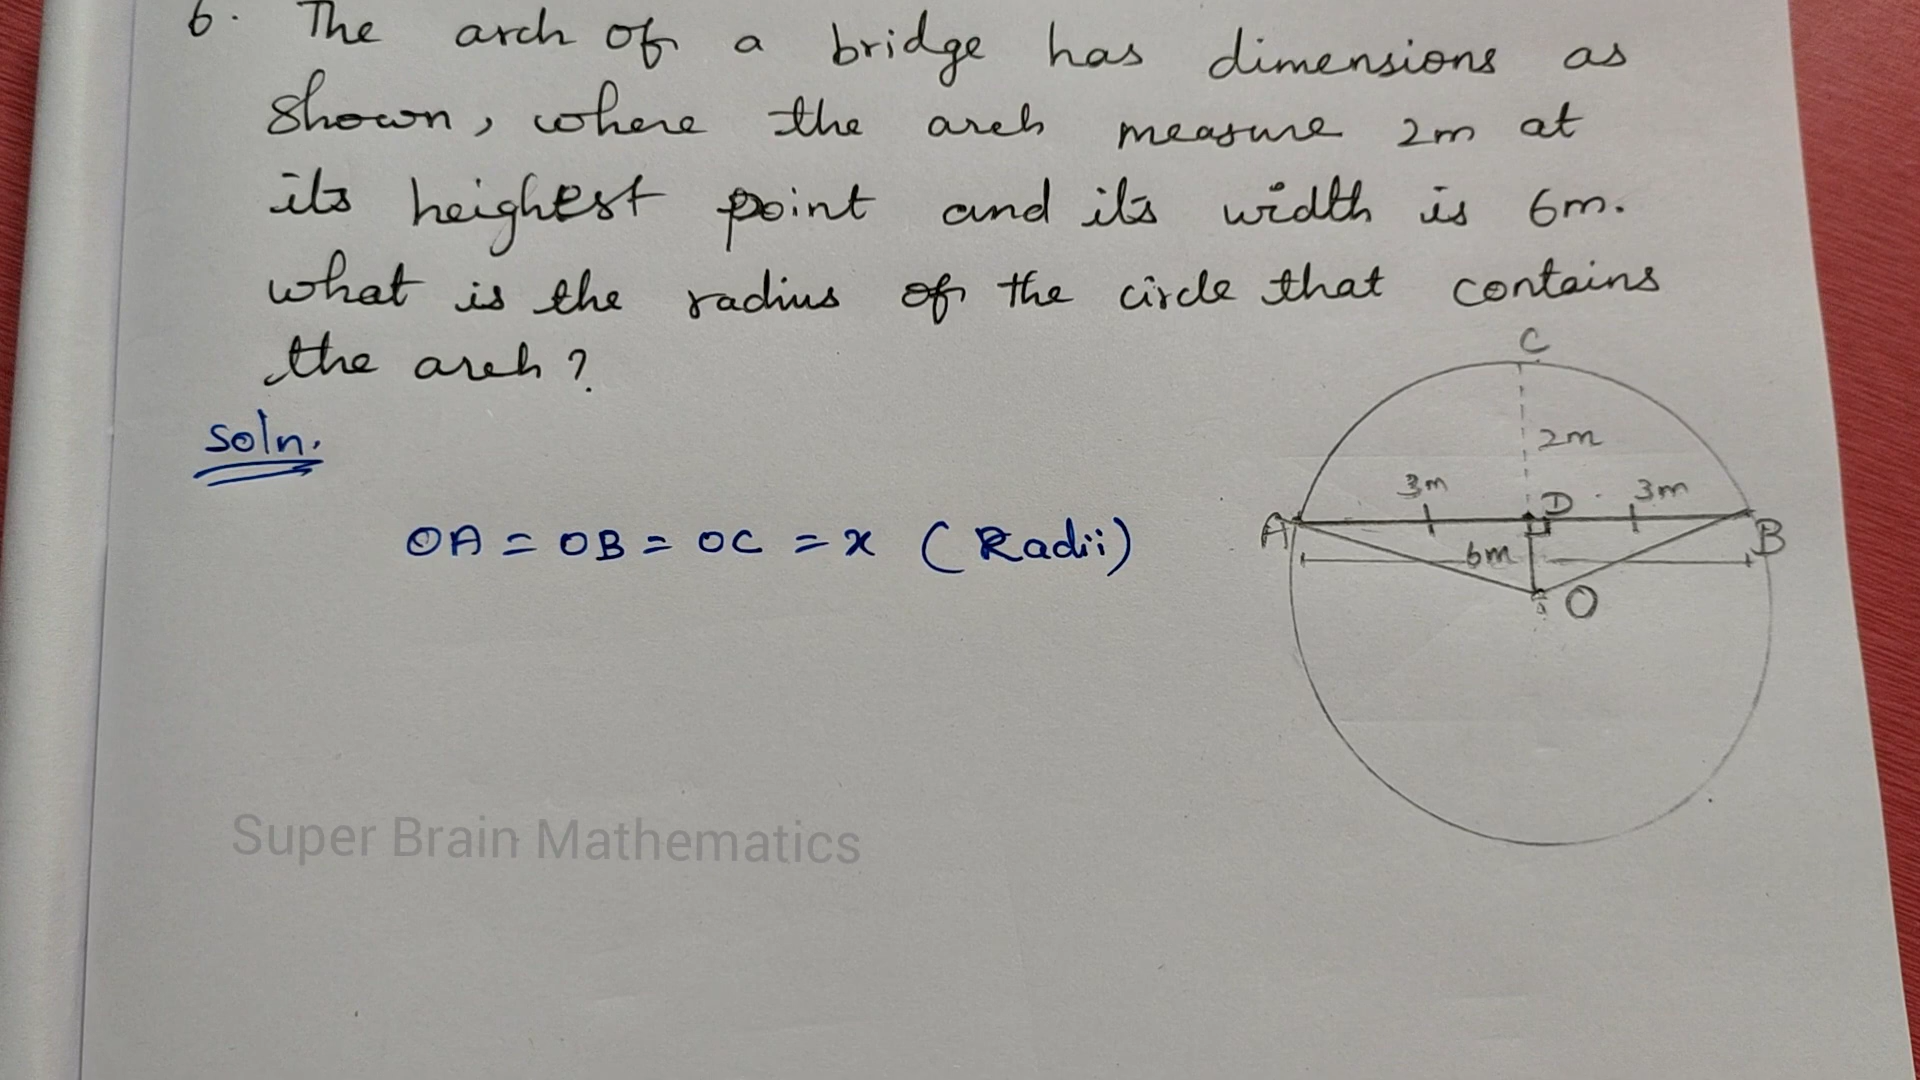 6. The arch of a bridge has dimensions as
shown, where the arch measure 2m at
its heighest point and its width is 6m.
what is the radius of the circle that contains
the arch?
C
soln.
2m
3m
D
3m
OA = OB = OC = x (Radii)
A
6m
B
O
Super Brain Mathematics